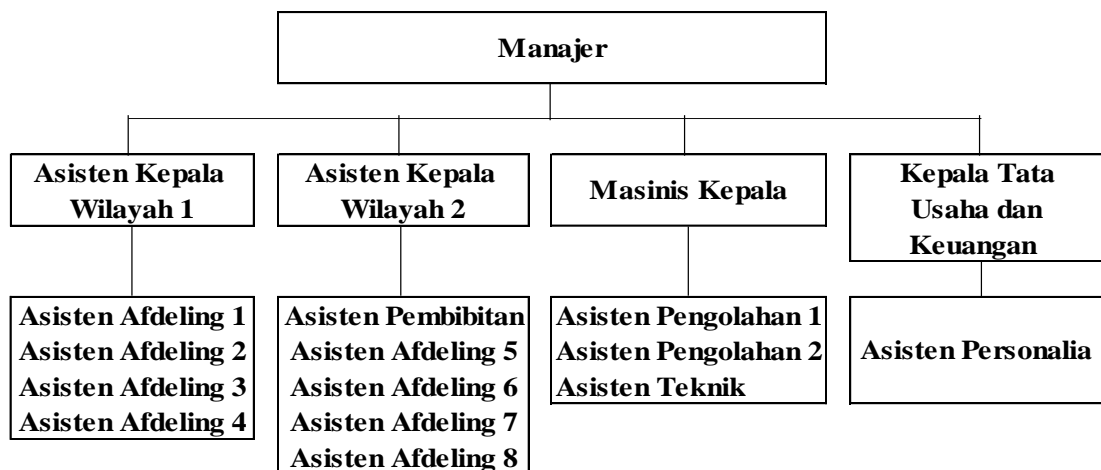 Manajer
Asisten Kepala
Wilayah 1
Asisten Kepala
Wilayah 2
Masinis Kepala
Kepala Tata
Usaha dan
Keuangan
Asisten Afdeling 1
Asisten Afdeling 2
Asisten Afdeling 3
Asisten Afdeling 4
Asisten Pembibitan
Asisten Afdeling 5
Asisten Afdeling 6
Asisten Afdeling 7
Asisten Afdeling 8
Asisten Pengolahan 1
Asisten Pengolahan 2
Asisten Teknik
Asisten Personalia